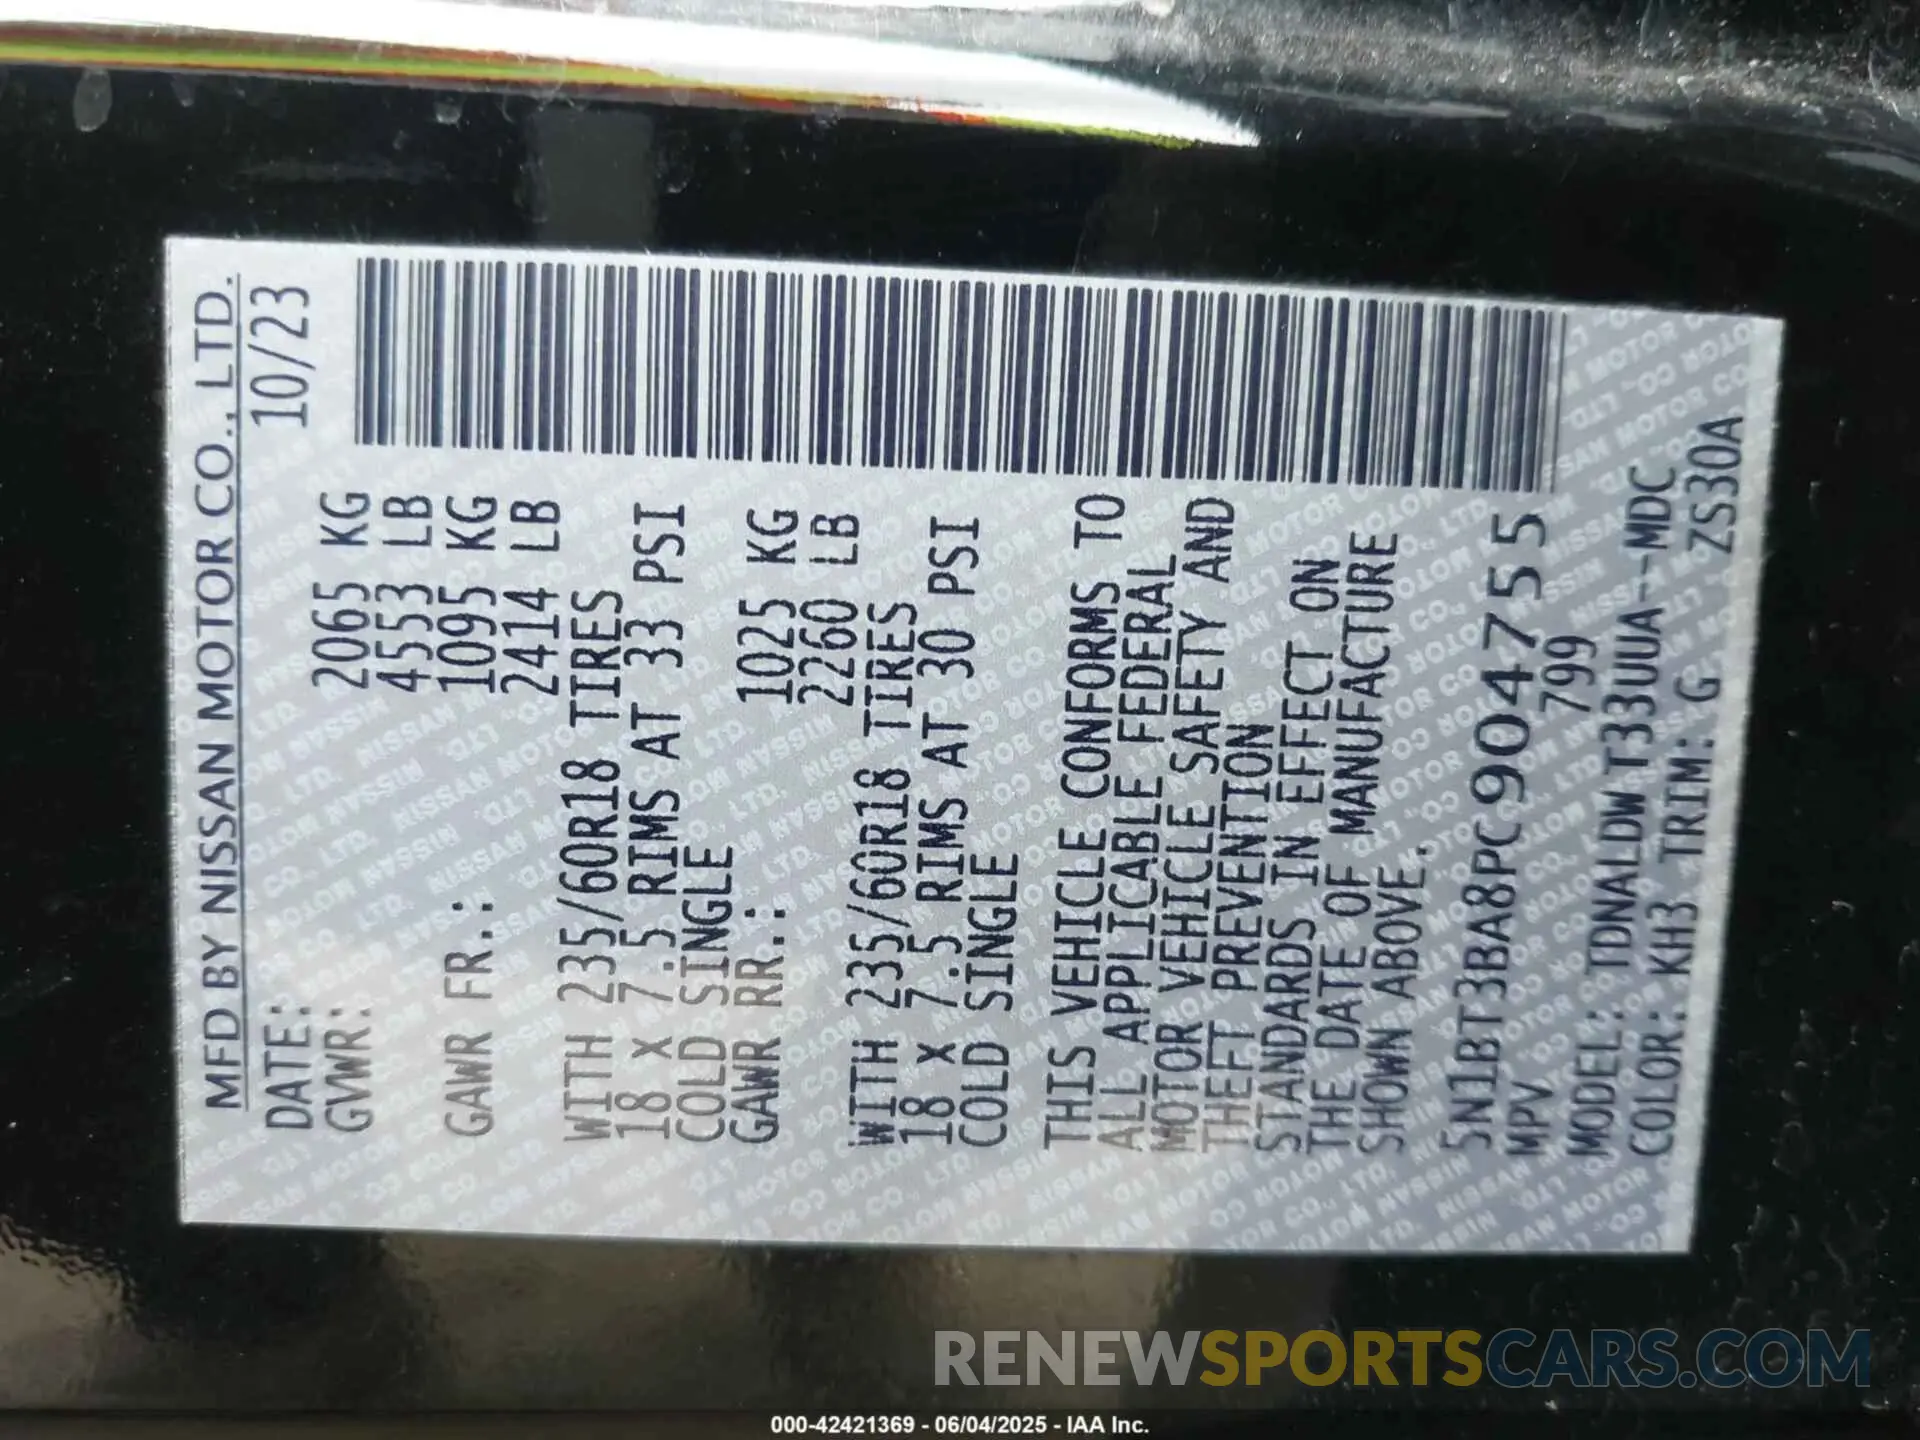 MFD BY NISSAN MOTOR CO., LTD.
DATE: 10/23
GVWR: 2065 KG
4553 LB
GAWR FR.: 1095 KG
2414 LB
WITH 235/60R18 TIRES
18 X 7.5 RIMS AT 33 PSI
COLD SINGLE
GAWR RR.: 1025 KG
2260 LB
WITH 235/60R18 TIRES
18 X 7.5 RIMS AT 30 PSI
COLD SINGLE
THIS VEHICLE CONFORMS TO
ALL APPLICABLE FEDERAL
MOTOR VEHICLE SAFETY AND
THEFT PREVENTION
STANDARDS IN EFFECT ON
THE DATE OF MANUFACTURE
SHOWN ABOVE.
5N1BT3BA8PC904755
MPV 799
MODEL: TDNALDW T33UUA--MDC
COLOR: KH3 TRIM: G ZS30A
RENEWSPORTSCARS.COM
000-42421369 - 06/04/2025 - IAA Inc.